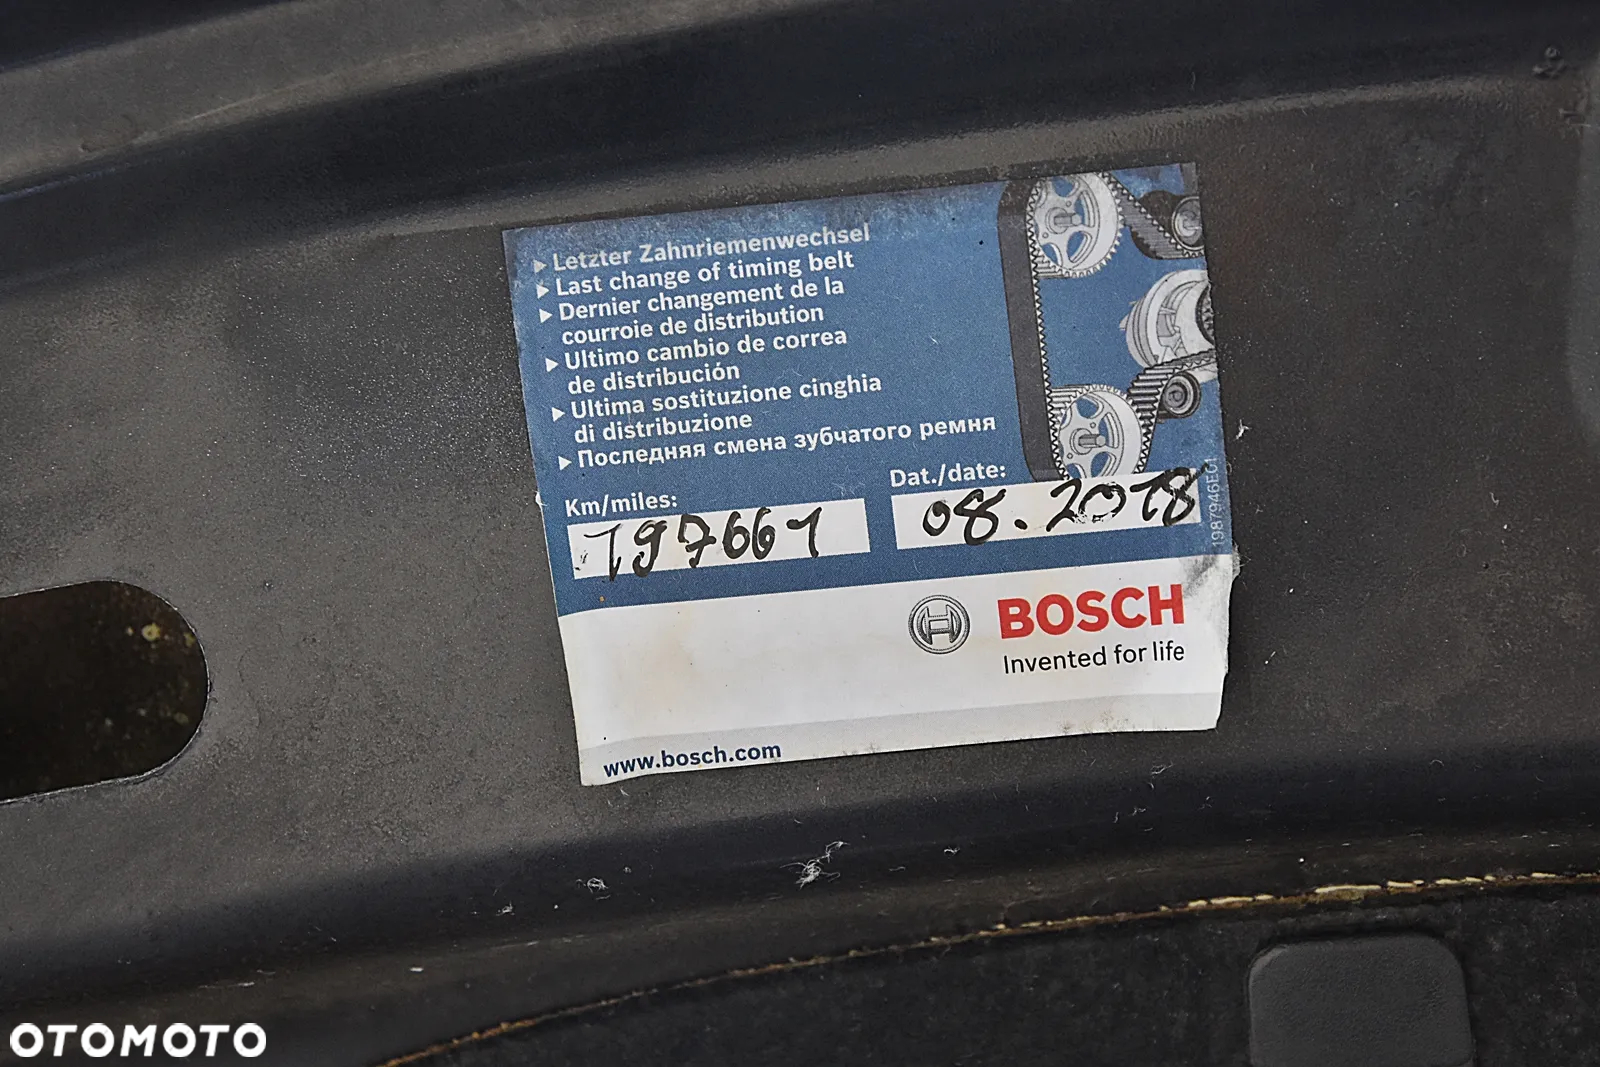 ▸ Letzter Zahnriemenwechsel
▸ Last change of timing belt
▸ Dernier changement de la
courroie de distribution
▸ Ultimo cambio de correa
de distribución
▸ Ultima sostituzione cinghia
di distribuzione
▸ Последняя смена зубчатого ремня
Km/miles:
197661
Dat./date:
08.2018
1987946EC1
BOSCH
Invented for life
www.bosch.com
OTOMOTO